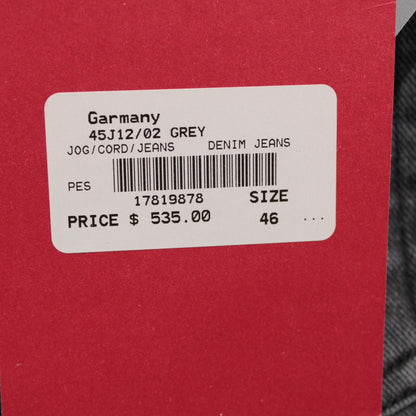 Garmany
45J12/02 GREY
JOG/CORD/JEANS DENIM JEANS
PES
17819878 SIZE
PRICE $ 535.00 46 ...